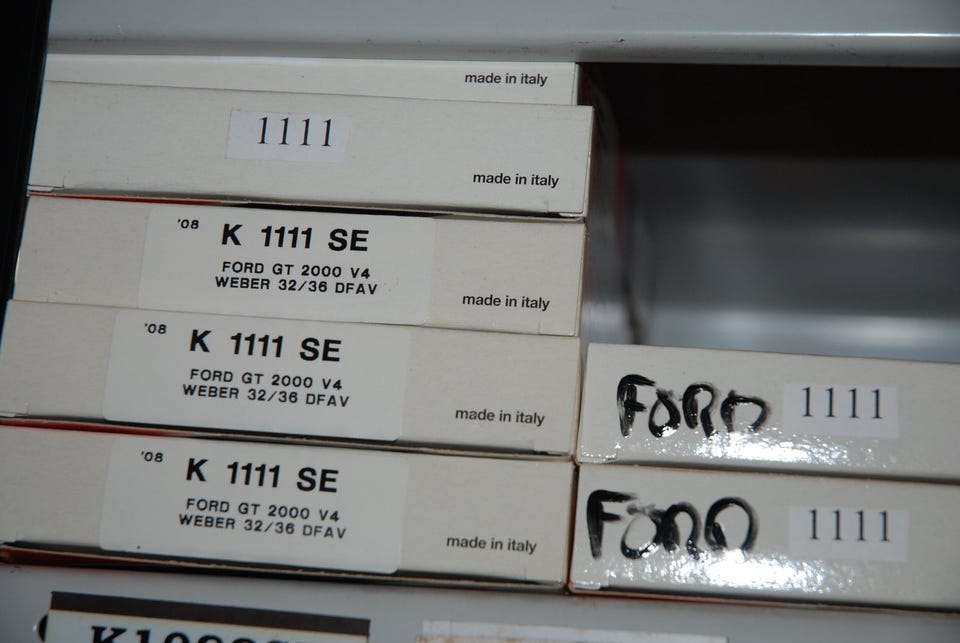 made in italy
1111
made in italy
'08 K 1111 SE
FORD GT 2000 V4
WEBER 32/36 DFAV
made in italy
'08 K 1111 SE
FORD GT 2000 V4
WEBER 32/36 DFAV
made in italy
'08 K 1111 SE
FORD GT 2000 V4
WEBER 32/36 DFAV
made in italy
FORD 1111
FORD 1111